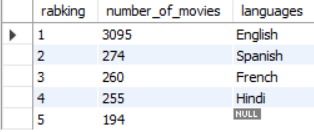 rabking number_of_movies languages
1 3095 English
2 274 Spanish
3 260 French
4 255 Hindi
5 194 NULL